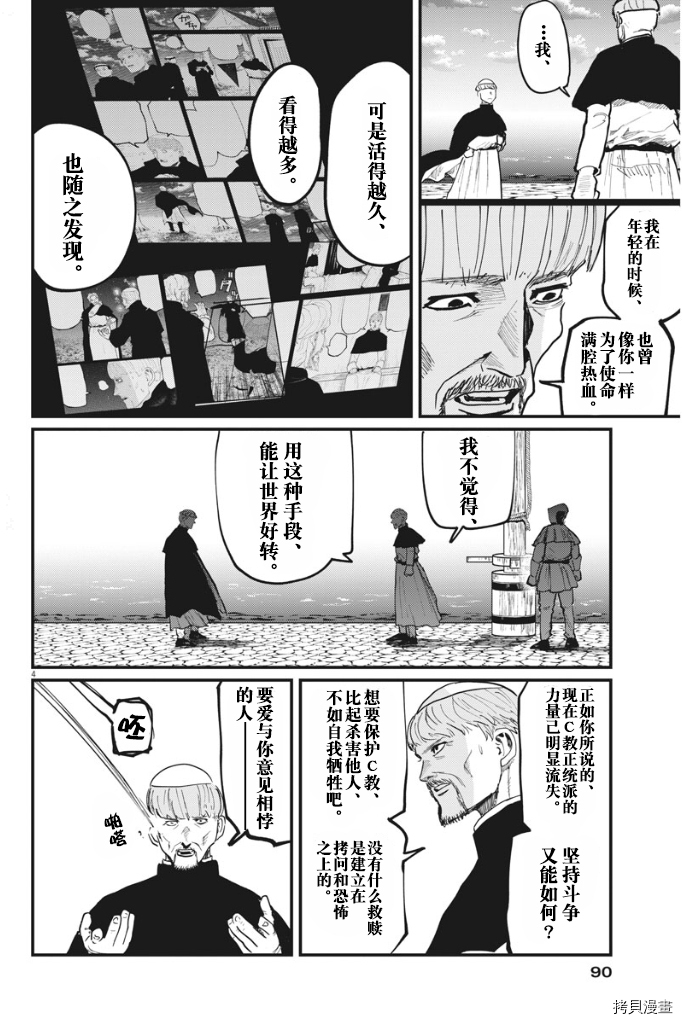 …我、
我在
年轻的时候、
也曾
像你一样
为了使命
满腔热血。
可是活得越久、
看得越多。
也随之发现。
我不觉得、
用这种手段、
能让世界好转。
正如你所说的、
现在C教正统派的
力量已明显流失。
坚持斗争
又能如何？
想要保护C教、
比起杀害他人、
不如自我牺牲吧。
没有什么救赎
是建立在
拷问和恐怖
之上的。
要爱与你意见相悖
的人——
呸
啪嗒
4
90
拷貝漫畫